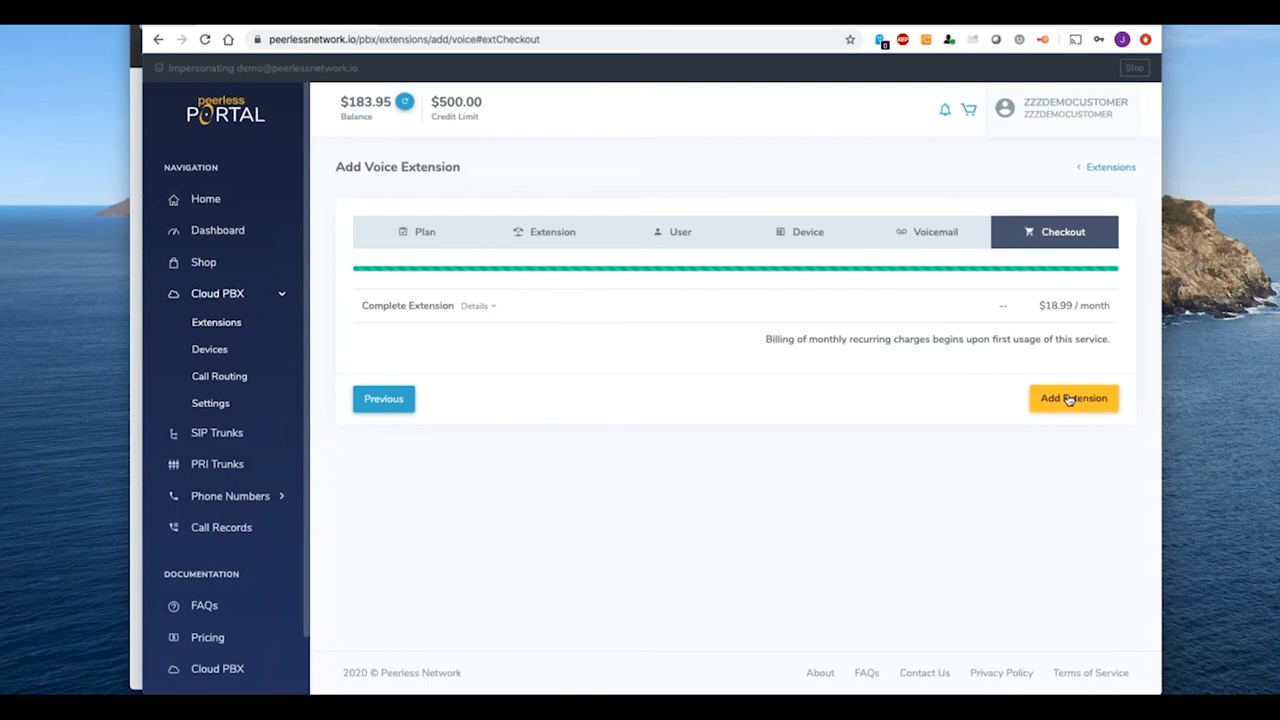 peerlessnetwork.io/pbx/extensions/add/voice#extCheckout
0
ABP
J
Impersonating demo@peerlessnetwork.io
Stop
peerless
PORTAL
$183.95
Balance
$500.00
Credit Limit
ZZZDEMOCUSTOMER
ZZZDEMOCUSTOMER
NAVIGATION
Home
Dashboard
Shop
Cloud PBX
Extensions
Devices
Call Routing
Settings
SIP Trunks
PRI Trunks
Phone Numbers
Call Records
DOCUMENTATION
FAQs
Pricing
Cloud PBX
Add Voice Extension
Extensions
Plan
Extension
User
Device
Voicemail
Checkout
Complete Extension Details -- $18.99 / month
Billing of monthly recurring charges begins upon first usage of this service.
Previous
Add Extension
2020 © Peerless Network
About FAQs Contact Us Privacy Policy Terms of Service